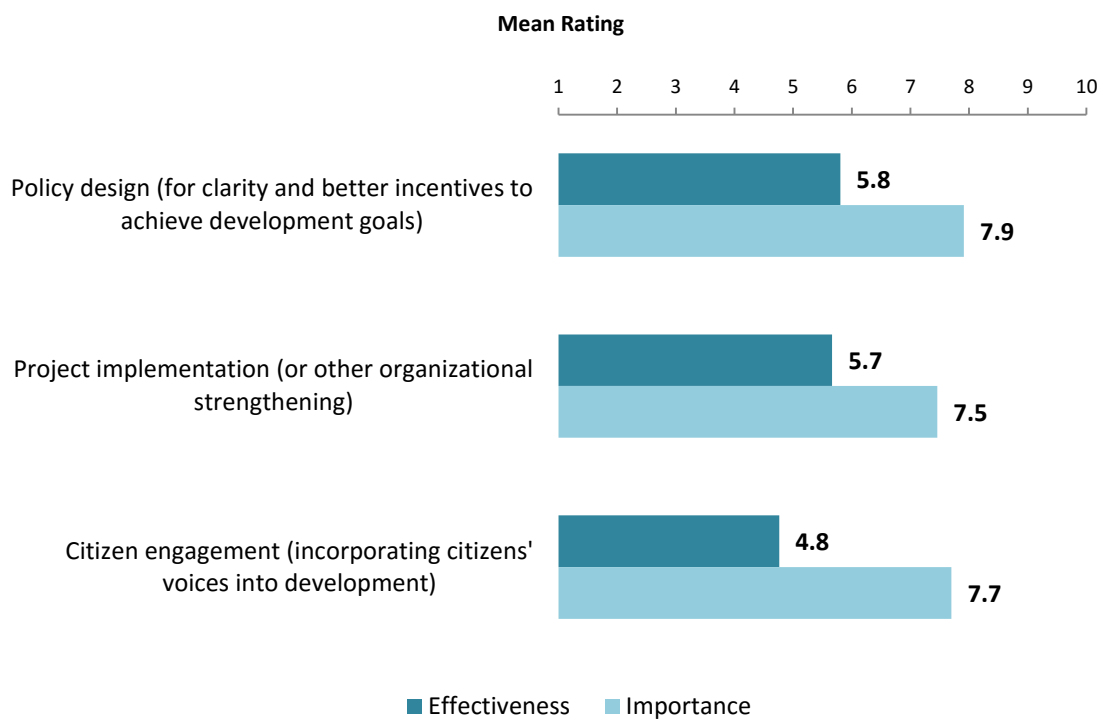 Mean Rating
1 2 3 4 5 6 7 8 9 10
Policy design (for clarity and better incentives to
achieve development goals)
5.8
7.9
Project implementation (or other organizational
strengthening)
5.7
7.5
Citizen engagement (incorporating citizens'
voices into development)
4.8
7.7
Effectiveness Importance